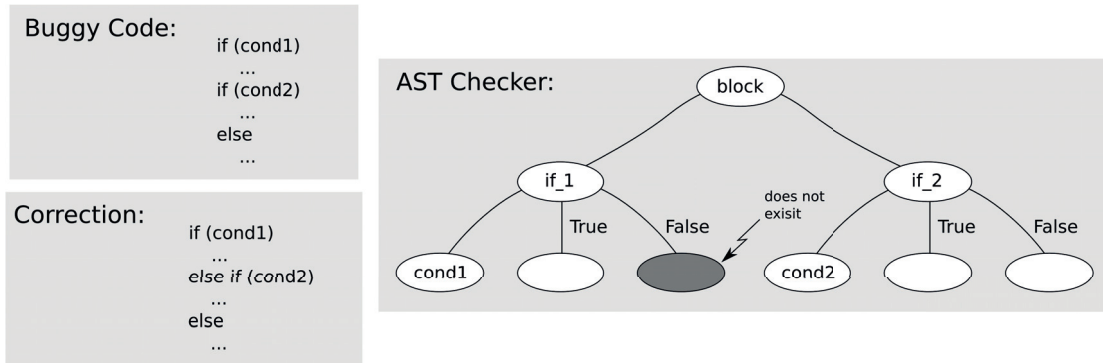 Buggy Code:
if (cond1)
...
if (cond2)
...
else
...
Correction:
if (cond1)
...
else if (cond2)
...
else
...
AST Checker:
block
if_1
if_2
does not
exisit
True
False
True
False
cond1
cond2